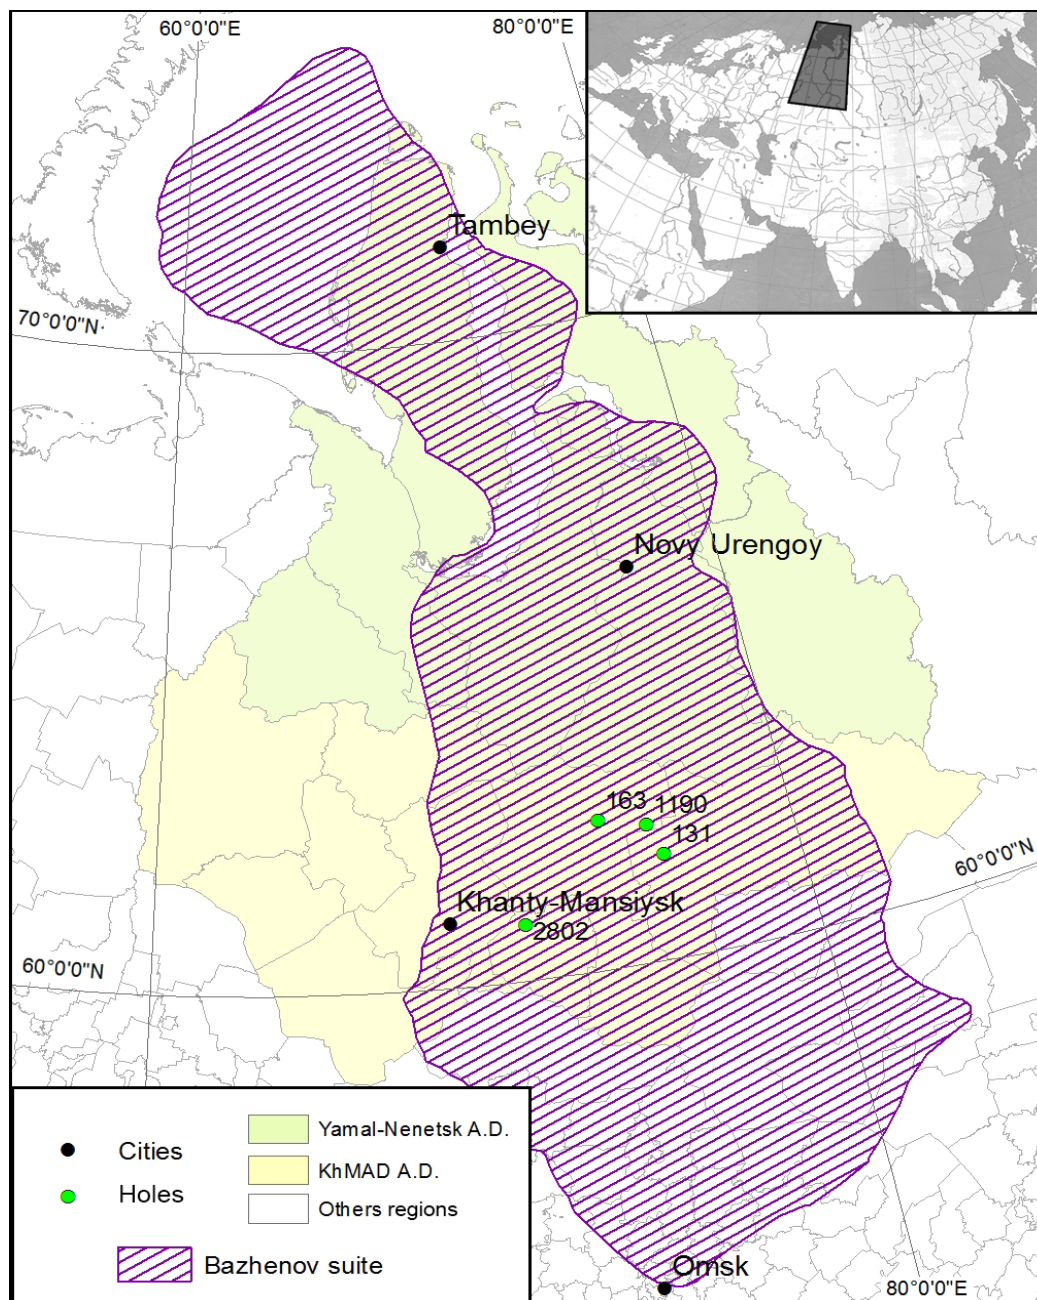 60°0'0"E
80°0'0"E
Tambey
70°0'0"N
Novy Urengoy
163
1190
131
60°0'0"N
Khanty-Mansiysk
2802
60°0'0"N
Cities
Holes
Yamal-Nenetsk A.D.
KhMAD A.D.
Others regions
Bazhenov suite
Omsk
80°0'0"E